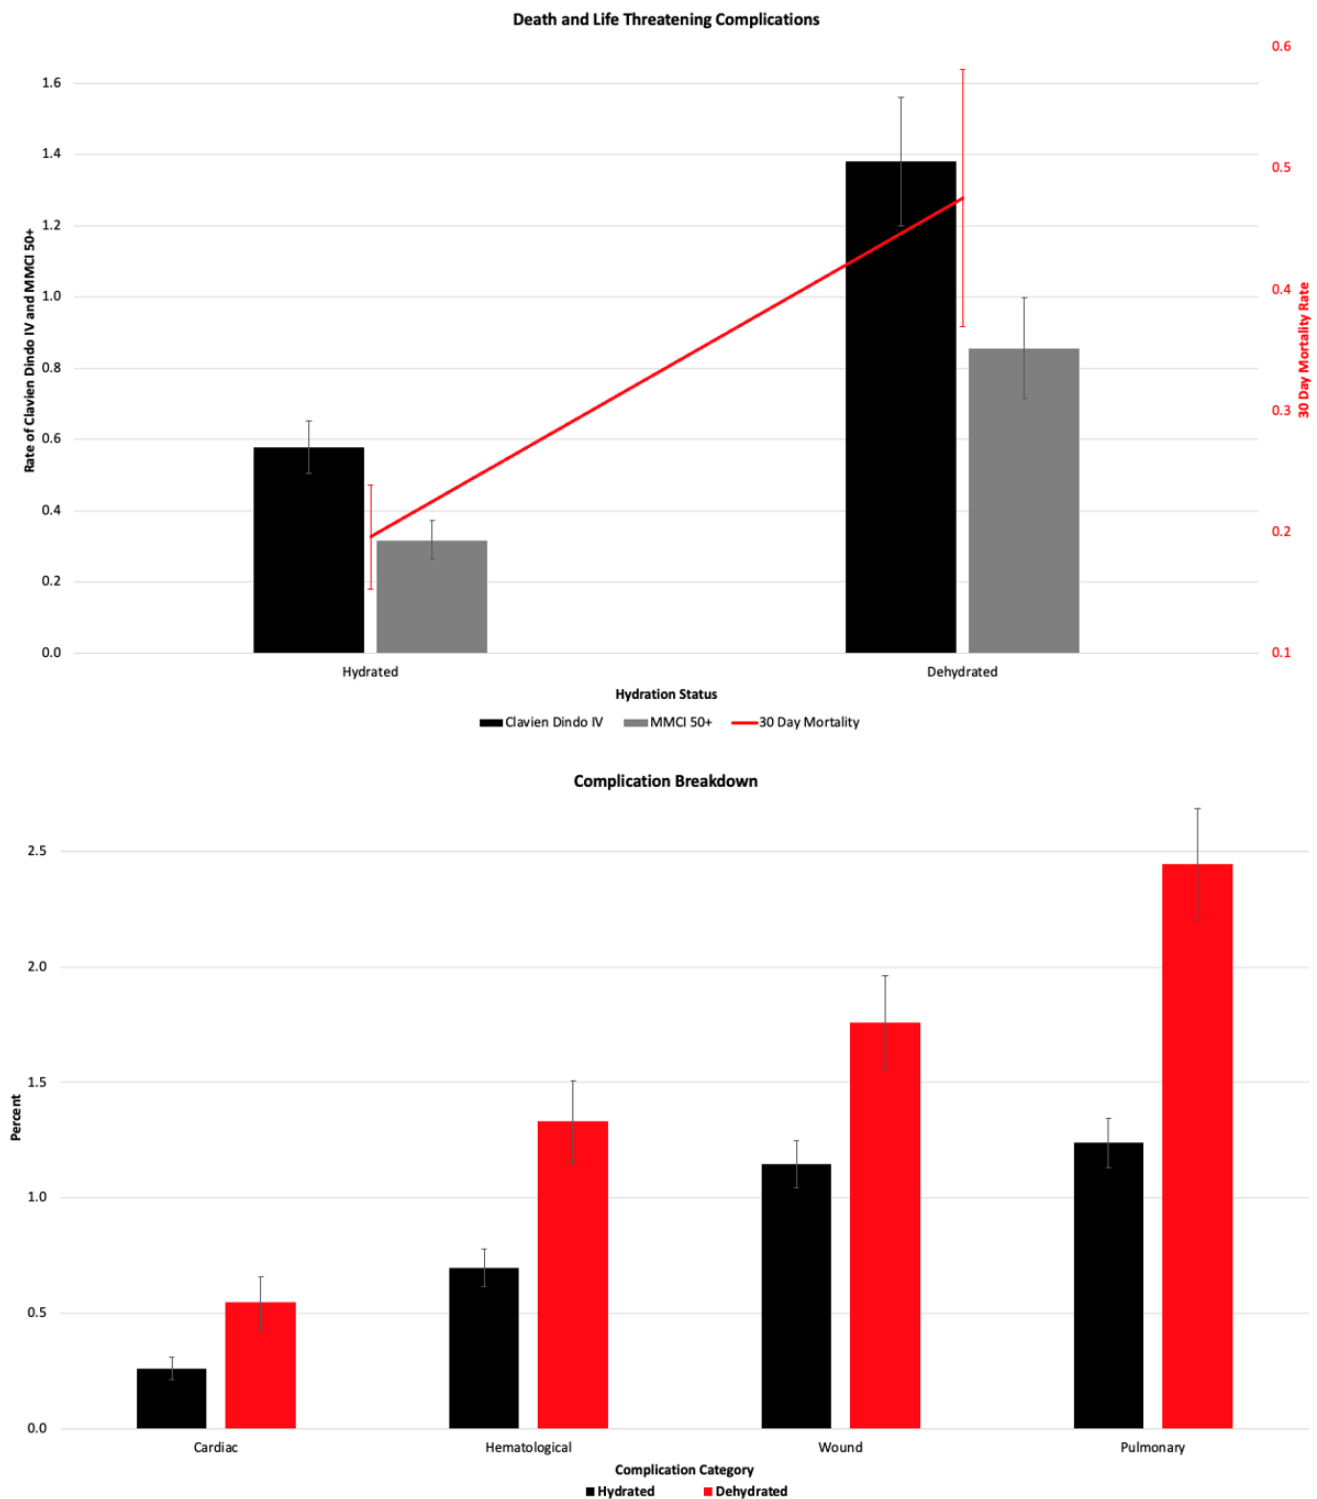 Death and Life Threatening Complications
0.6
1.6
1.4
0.5
1.2
1.0
0.4
0.8
0.3
0.6
0.4
0.2
0.2
0.0
0.1
Rate of Clavien Dindo IV and MMCI 50+
30 Day Mortality Rate
Hydrated Dehydrated
Hydration Status
Clavien Dindo IV MMCI 50+ 30 Day Mortality
Complication Breakdown
2.5
2.0
1.5
1.0
0.5
0.0
Percent
Cardiac Hematological Wound Pulmonary
Complication Category
Hydrated Dehydrated